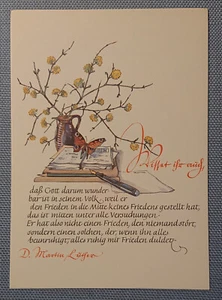 Wisset ihr nicht,
daß Gott darum wunder
bar ist in seinem Volk, weil er
den Frieden in die Mitte keines Friedens gestellt hat,
das ist mitten unter alle Versuchungen.
Er hat also nicht einen Frieden, den niemand stört,
sondern einen solchen, der, wenn ihn alles
beunruhigt, alles ruhig mit Frieden duldet
D. Martin Luther